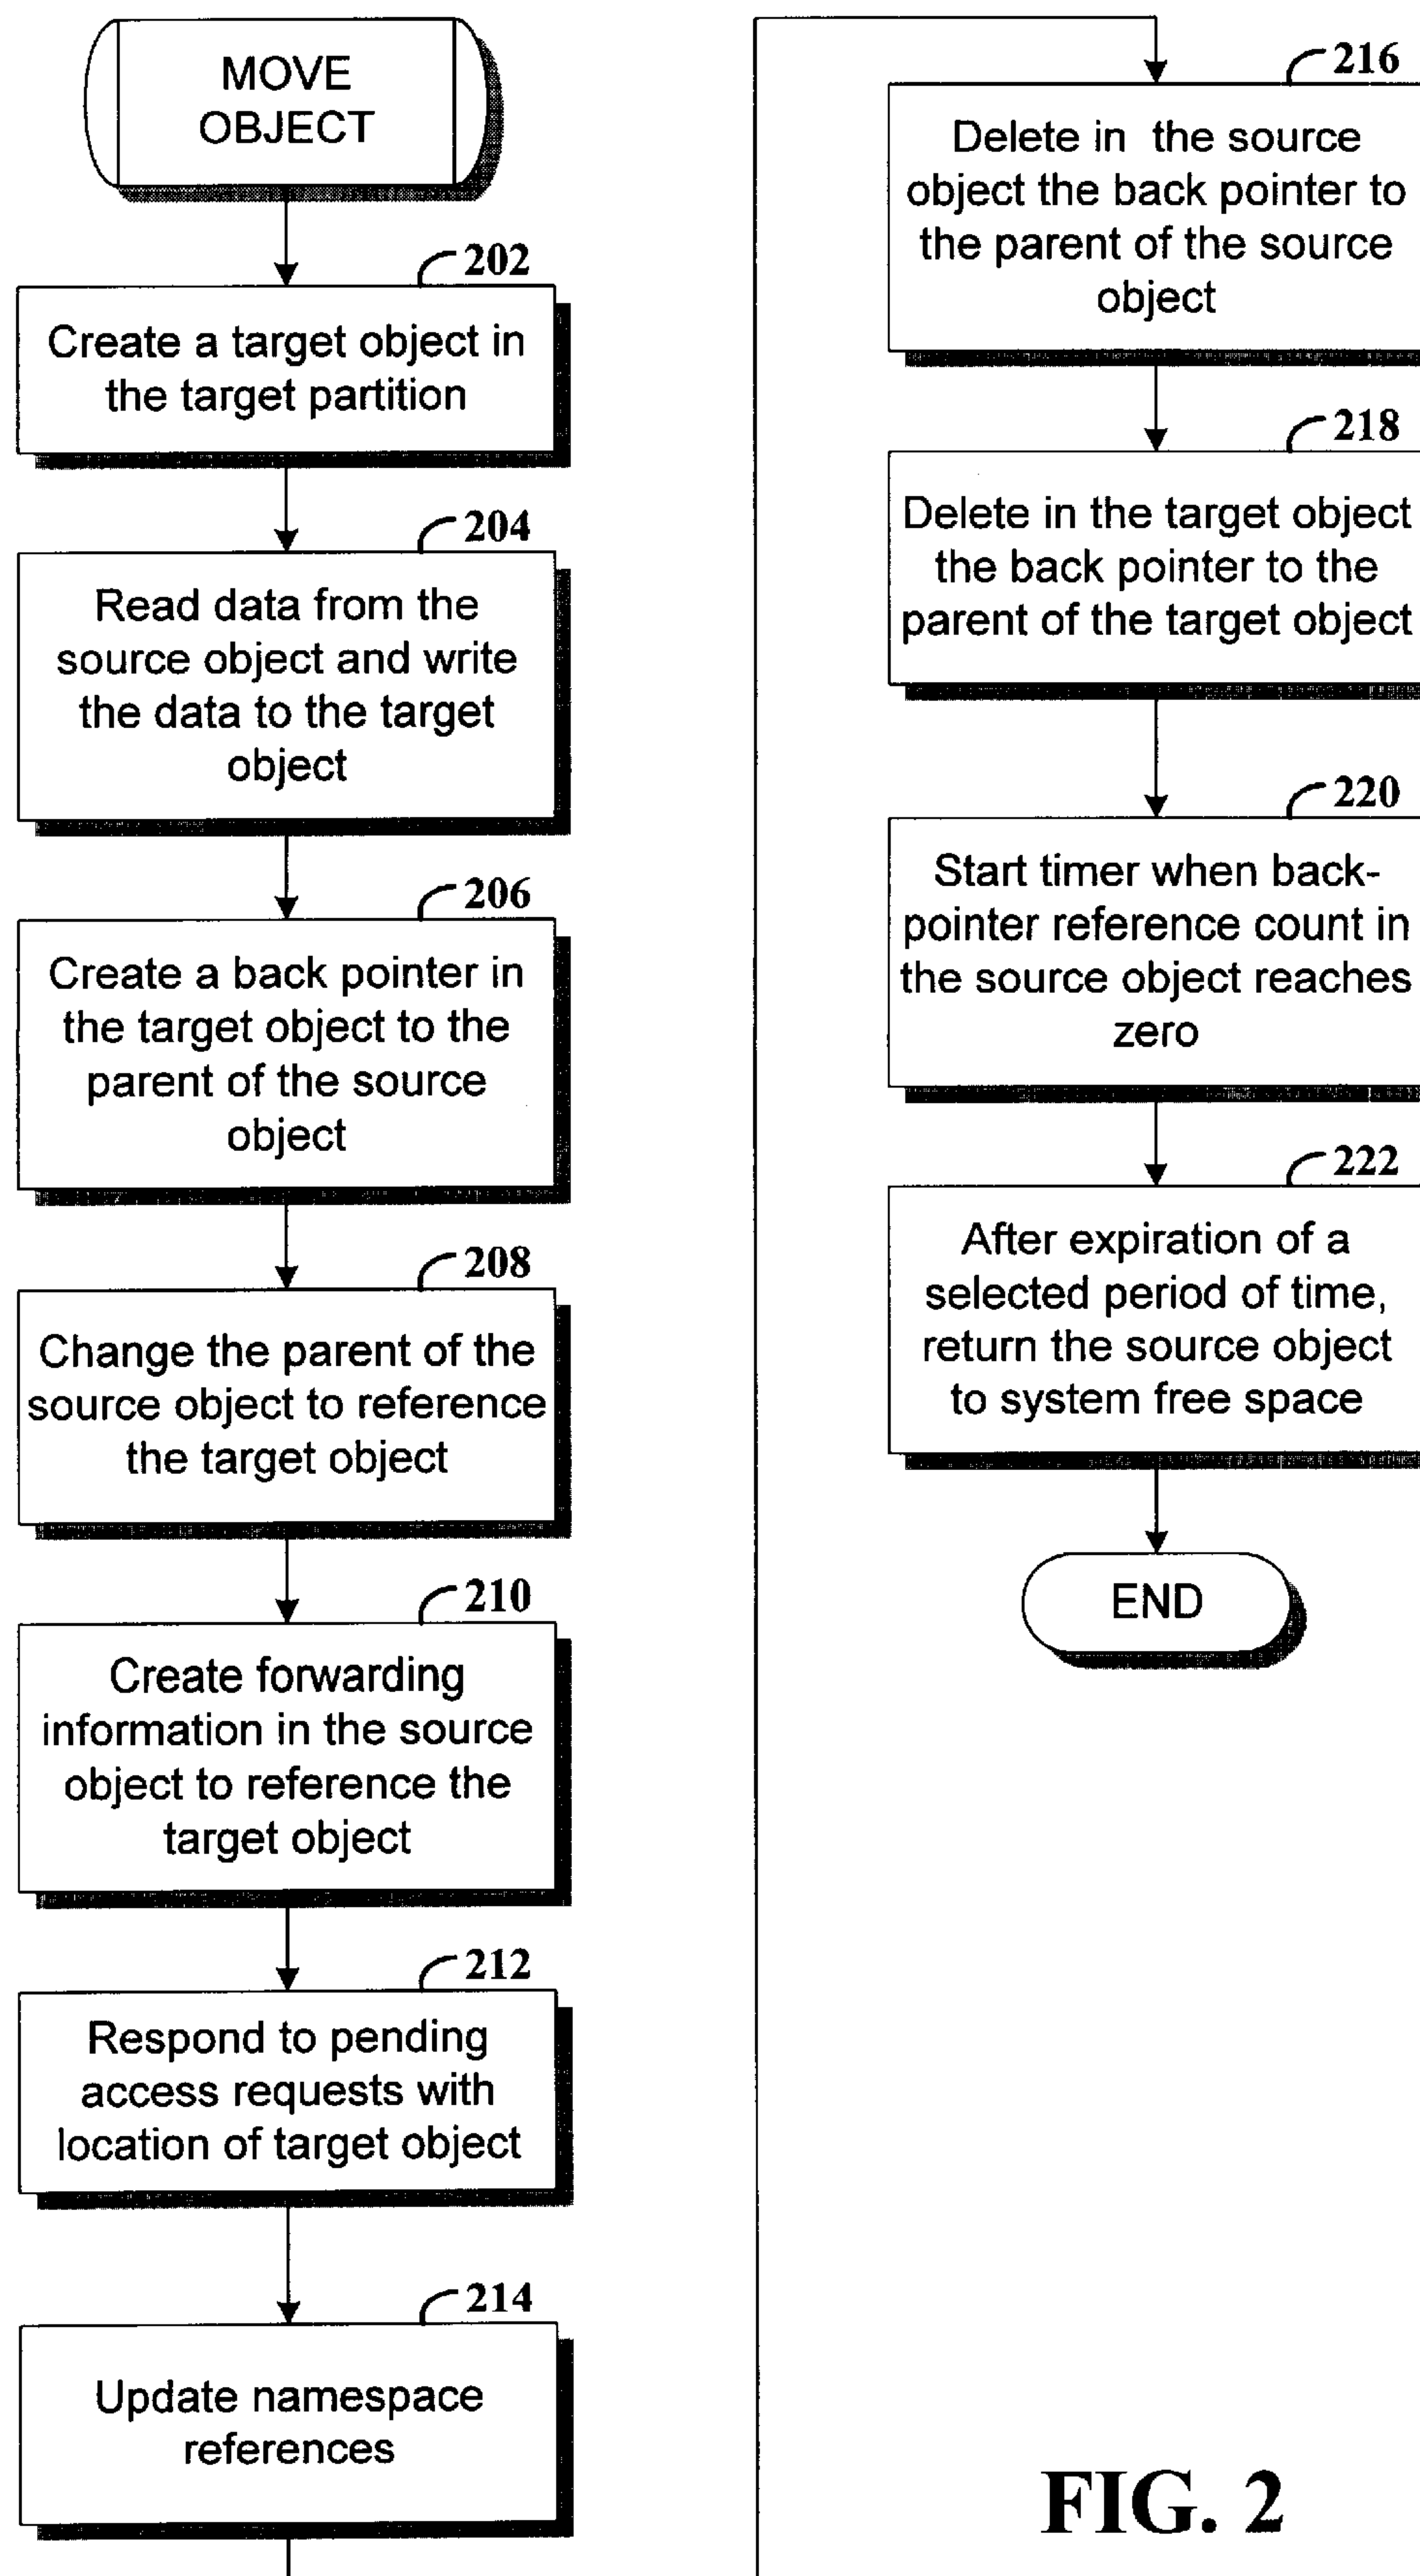 MOVE
OBJECT
202
Create a target object in
the target partition
204
Read data from the
source object and write
the data to the target
object
206
Create a back pointer in
the target object to the
parent of the source
object
208
Change the parent of the
source object to reference
the target object
210
Create forwarding
information in the source
object to reference the
target object
212
Respond to pending
access requests with
location of target object
214
Update namespace
references
216
Delete in the source
object the back pointer to
the parent of the source
object
218
Delete in the target object
the back pointer to the
parent of the target object
220
Start timer when back-
pointer reference count in
the source object reaches
zero
222
After expiration of a
selected period of time,
return the source object
to system free space
END
FIG. 2